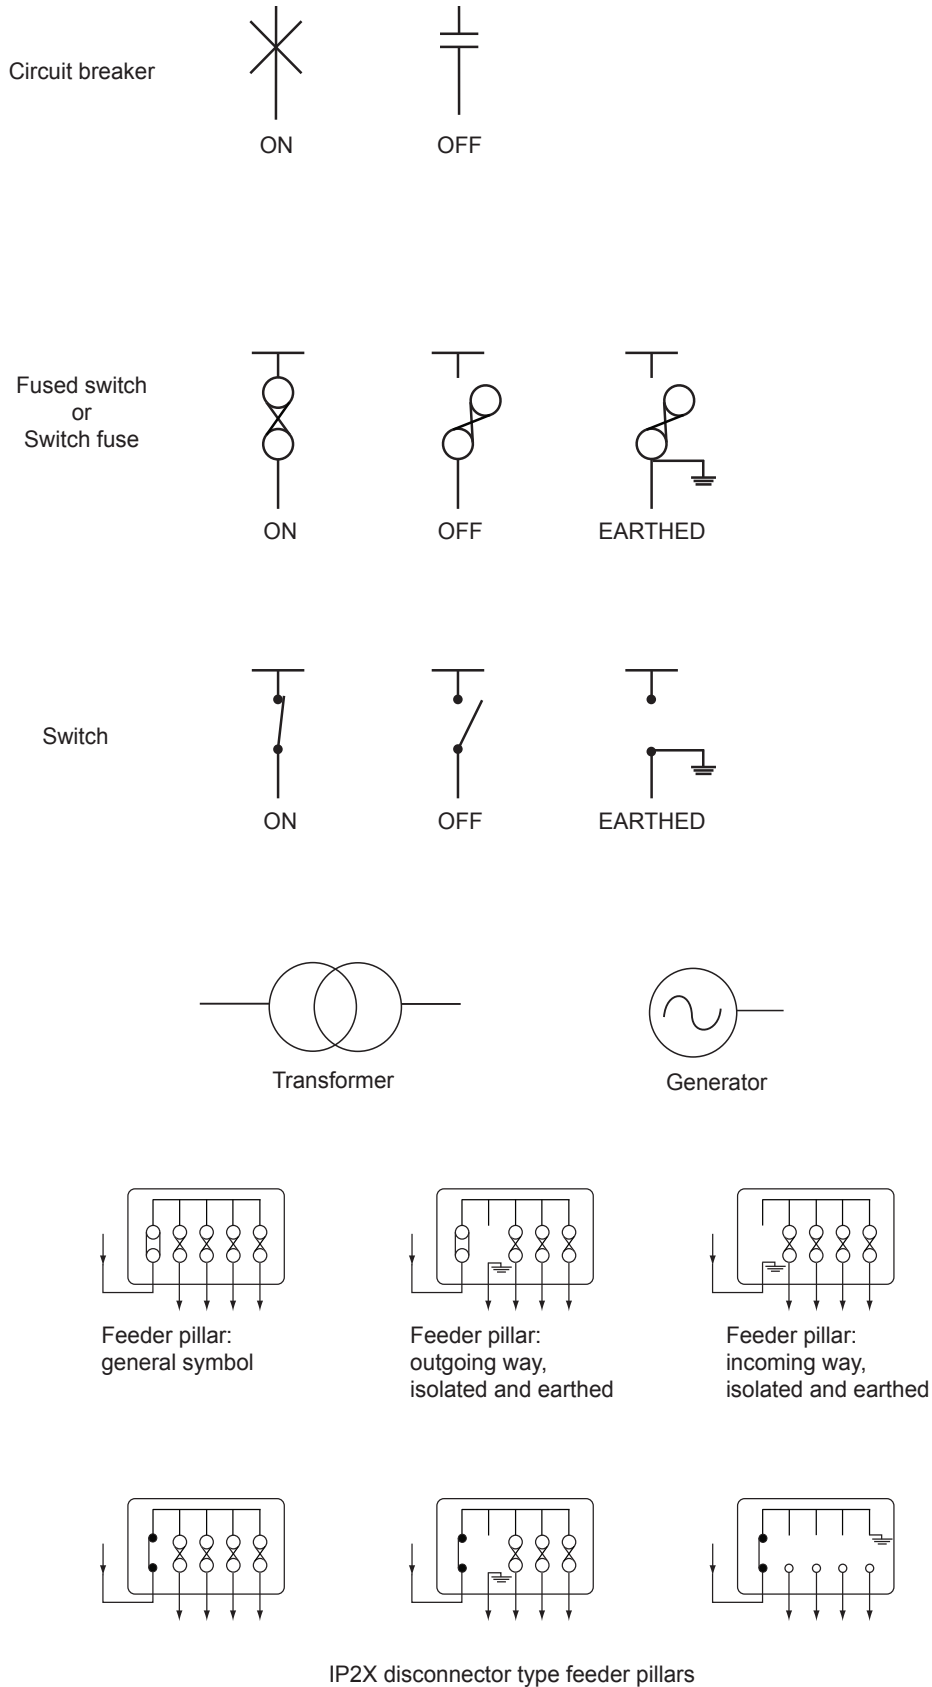 Circuit breaker
ON
OFF
Fused switch
or
Switch fuse
ON
OFF
EARTHED
Switch
ON
OFF
EARTHED
Transformer
Generator
Feeder pillar:
general symbol
Feeder pillar:
outgoing way,
isolated and earthed
Feeder pillar:
incoming way,
isolated and earthed
IP2X disconnector type feeder pillars